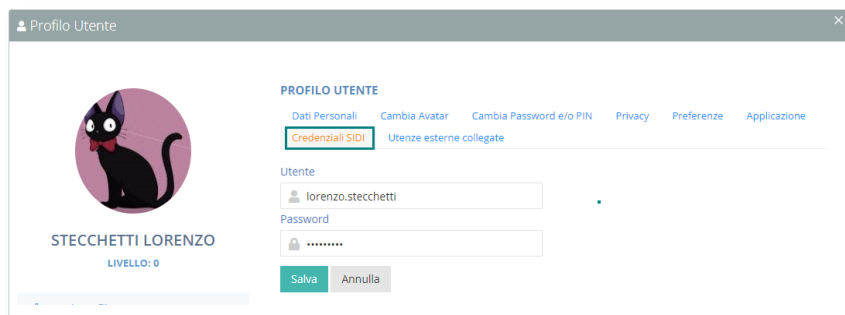 Profilo Utente
PROFILO UTENTE
Dati Personali Cambia Avatar Cambia Password e/o PIN Privacy Preferenze Applicazione
Credenziali SIDI Utenze esterne collegate
Utente
lorenzo.stecchetti
Password
•••••••••
Salva Annulla
STECCHETTI LORENZO
LIVELLO: 0